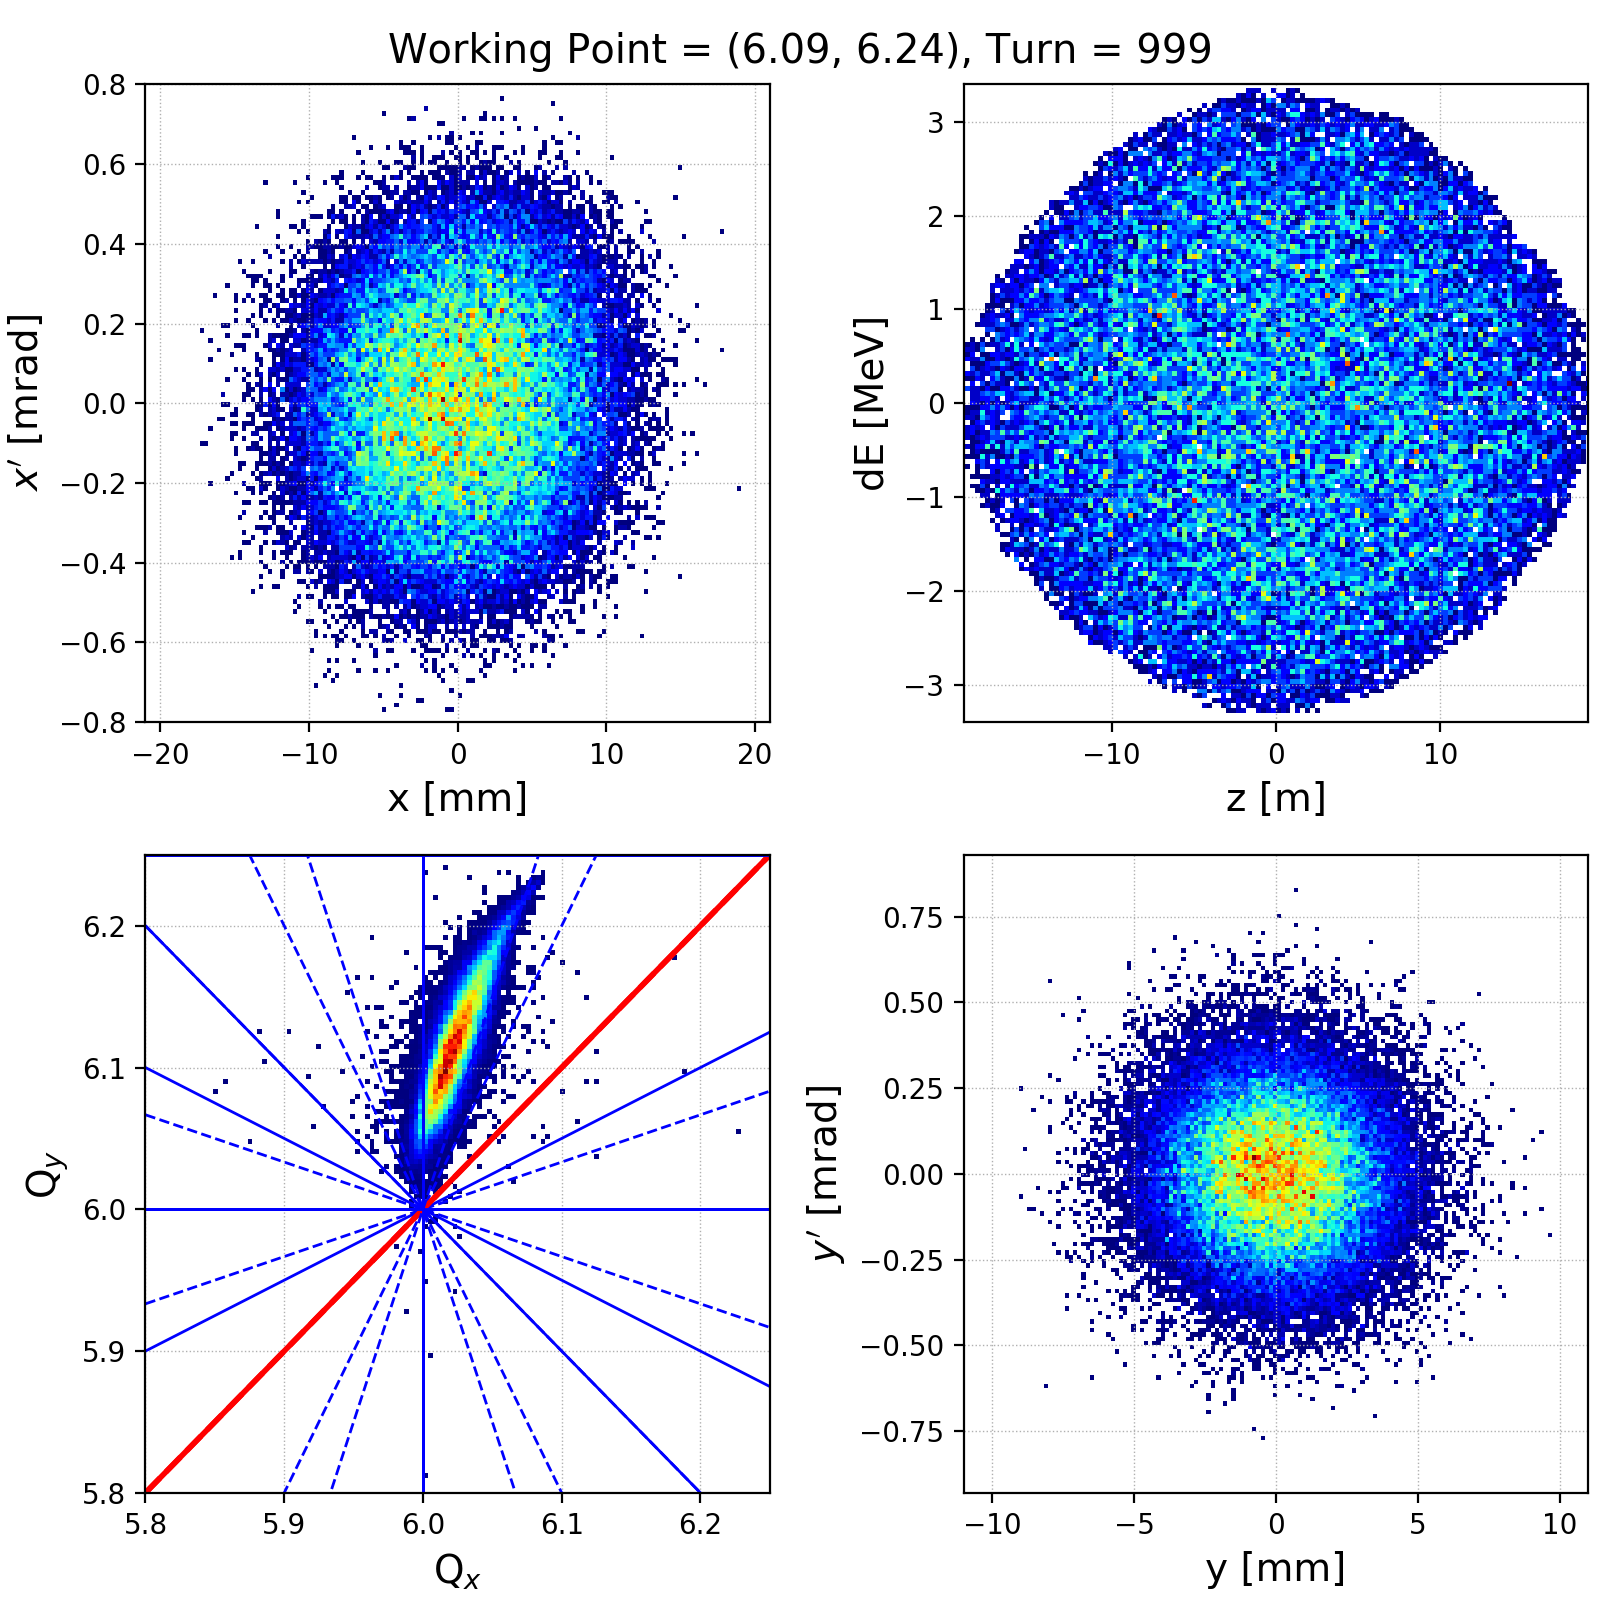 Working Point = (6.09, 6.24), Turn = 999
0.8
0.6
0.4
0.2
0.0
−0.2
−0.4
−0.6
−0.8
x′ [mrad]
−20 −10 0 10 20
x [mm]
3
2
1
0
−1
−2
−3
dE [MeV]
−10 0 10
z [m]
6.2
6.1
6.0
5.9
5.8
Qy
5.8 5.9 6.0 6.1 6.2
Qx
0.75
0.50
0.25
0.00
−0.25
−0.50
−0.75
y′ [mrad]
−10 −5 0 5 10
y [mm]